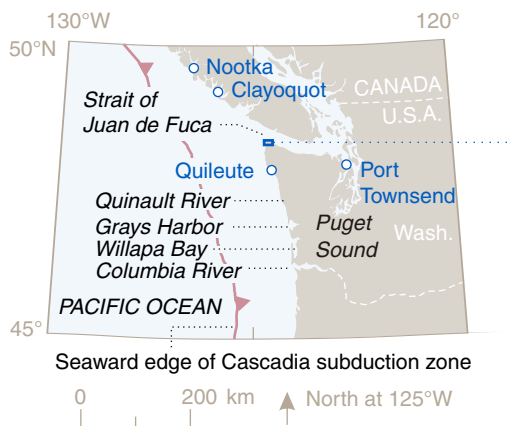 130°W
120°
50°N
Nootka
Clayoquot
CANADA
U.S.A.
Strait of
Juan de Fuca
Quileute
Port
Townsend
Quinault River
Grays Harbor
Willapa Bay
Columbia River
Puget
Sound
Wash.
PACIFIC OCEAN
45°
Seaward edge of Cascadia subduction zone
0
200 km
North at 125°W